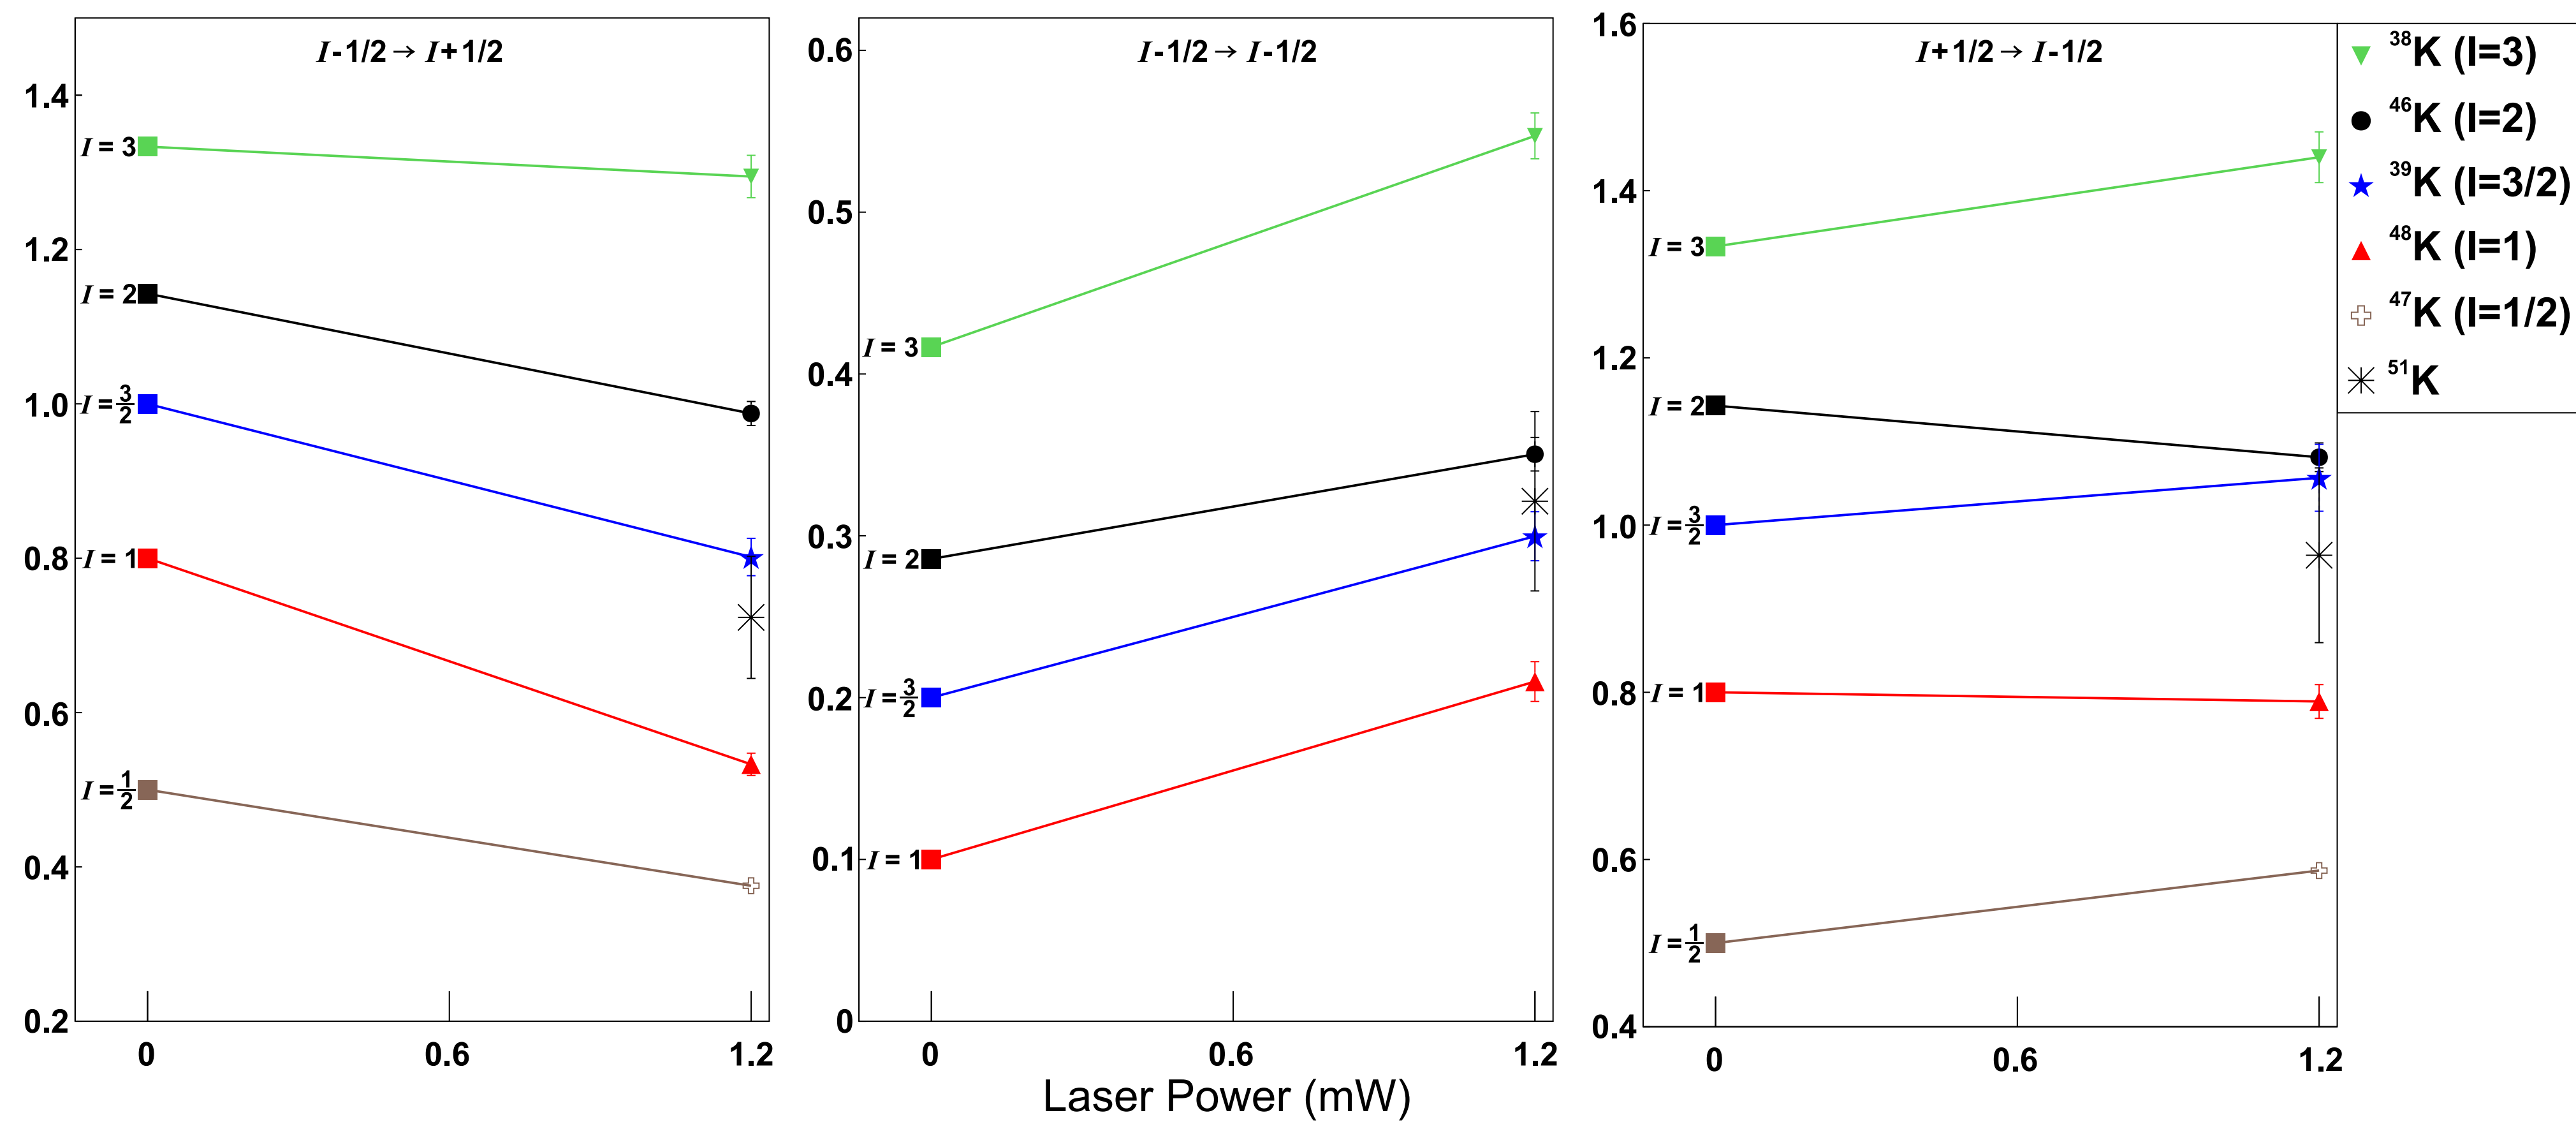 I-1/2 → I+1/2
1.4
1.2
1.0
0.8
0.6
0.4
0.2
I = 3
I = 2
I = 3/2
I = 1
I = 1/2
0 0.6 1.2
I-1/2 → I-1/2
0.6
0.5
0.4
0.3
0.2
0.1
0
I = 3
I = 2
I = 3/2
I = 1
0 0.6 1.2
I+1/2 → I-1/2
1.6
1.4
1.2
1.0
0.8
0.6
0.4
I = 3
I = 2
I = 3/2
I = 1
I = 1/2
0 0.6 1.2
³⁸K (I=3)
⁴⁶K (I=2)
³⁹K (I=3/2)
⁴⁸K (I=1)
⁴⁷K (I=1/2)
⁵¹K
Laser Power (mW)